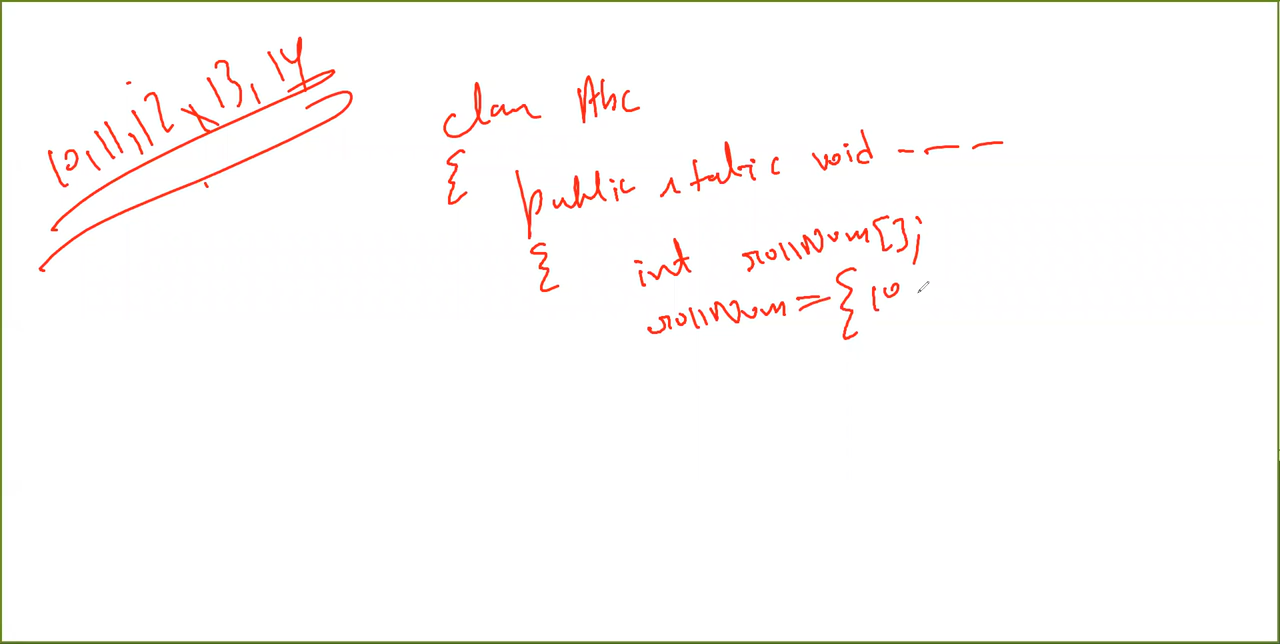 10, 11, 12, 13, 14
class Abc
{
public static void ----
{ int rollNum[];
rollNum = {10